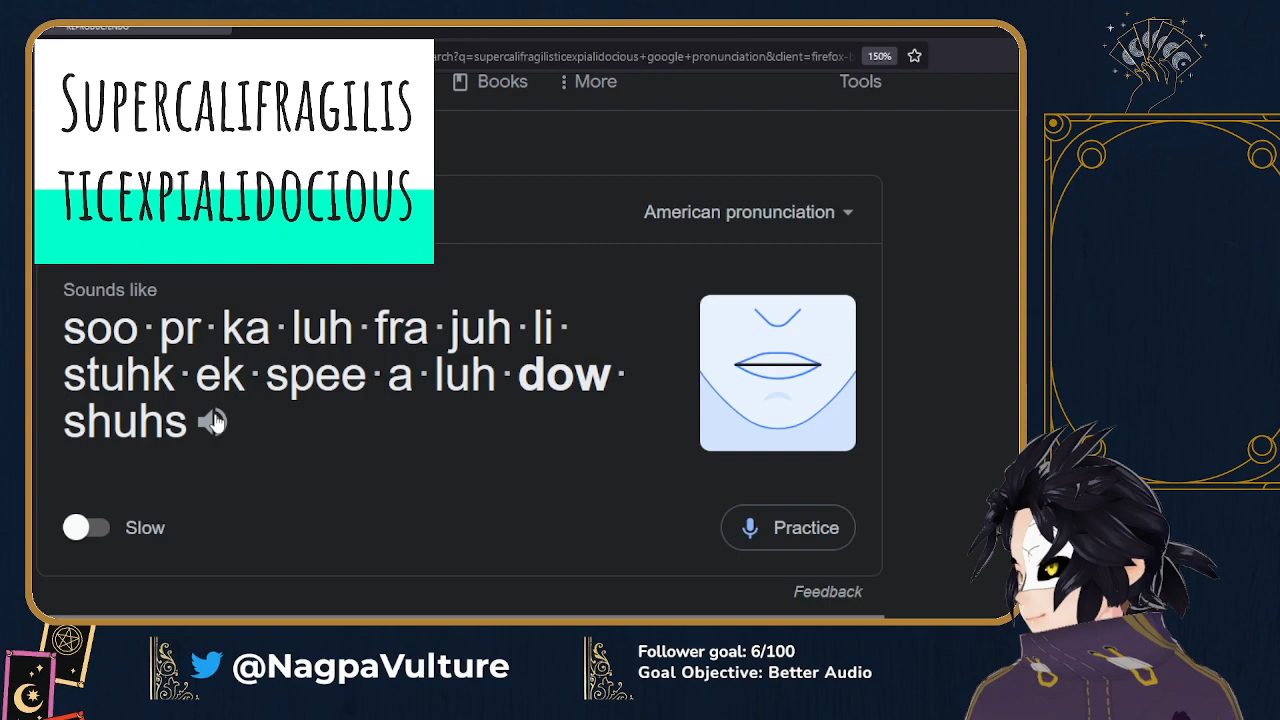 REPRODUCIENDO
arch?q=supercalifragilisticexpialidocious+google+pronunciation&client=firefox-b
150%
Books
More
Tools
SUPERCALIFRAGILIS
TICEXPIALIDOCIOUS
American pronunciation
Sounds like
soo·pr·ka·luh·fra·juh·li·
stuhk·ek·spee·a·luh·dow·
shuhs
Slow
Practice
Feedback
@NagpaVulture
Follower goal: 6/100
Goal Objective: Better Audio